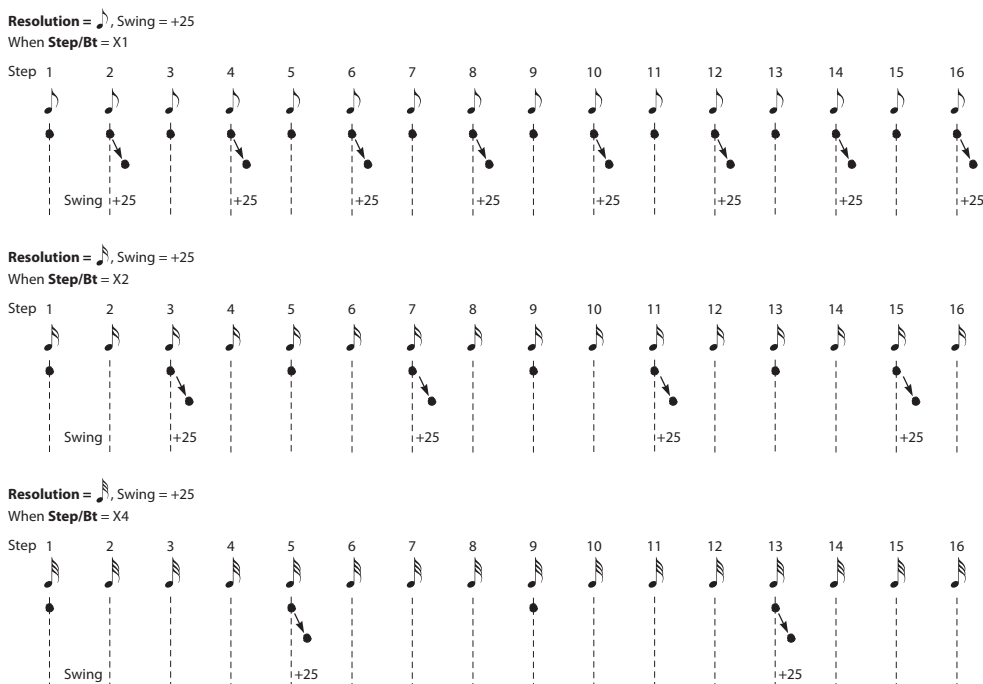 Resolution = ♪, Swing = +25
When Step/Bt = X1
Step 1 2 3 4 5 6 7 8 9 10 11 12 13 14 15 16
Swing +25 +25 +25 +25 +25 +25 +25 +25
Resolution = , Swing = +25
When Step/Bt = X2
Step 1 2 3 4 5 6 7 8 9 10 11 12 13 14 15 16
Swing +25 +25 +25 +25
Resolution = , Swing = +25
When Step/Bt = X4
Step 1 2 3 4 5 6 7 8 9 10 11 12 13 14 15 16
Swing +25 +25